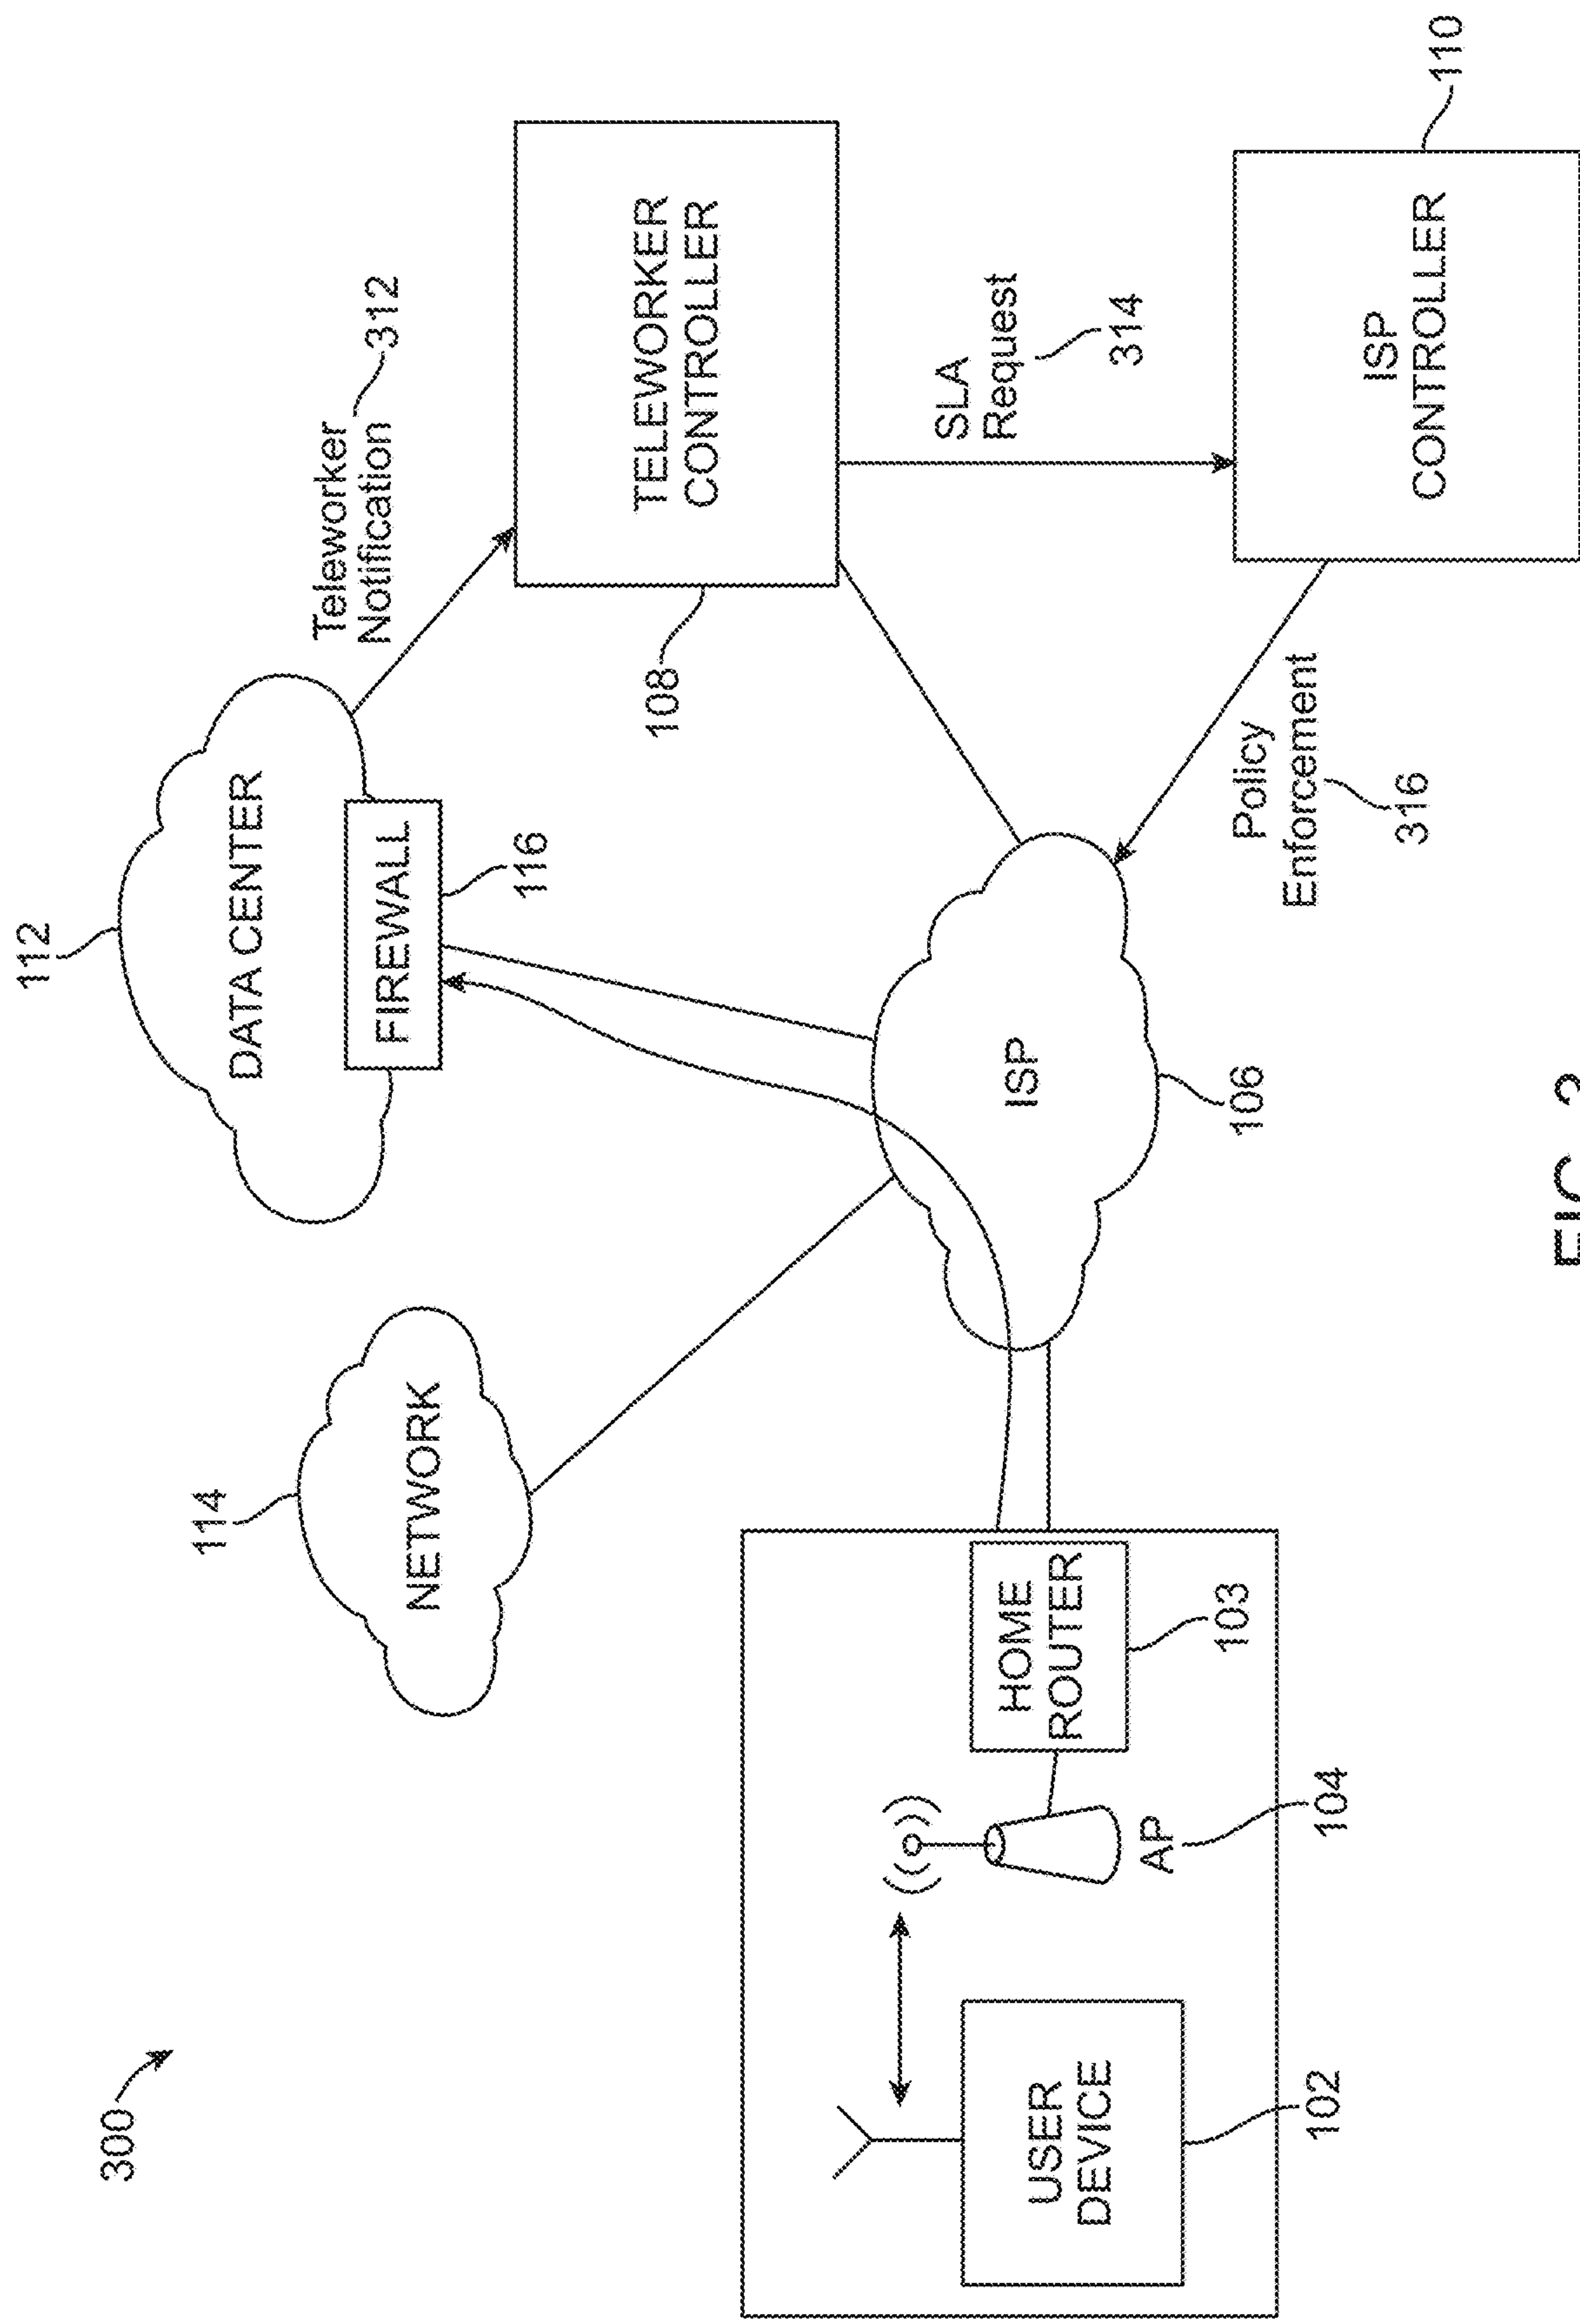 300
112
114
DATA CENTER
FIREWALL
116
Teleworker
Notification 312
NETWORK
TELEWORKER
CONTROLLER
108
SLA
Request
314
ISP
106
USER
DEVICE
102
AP
104
HOME
ROUTER
103
Policy
Enforcement
316
ISP
CONTROLLER
110
FIG.